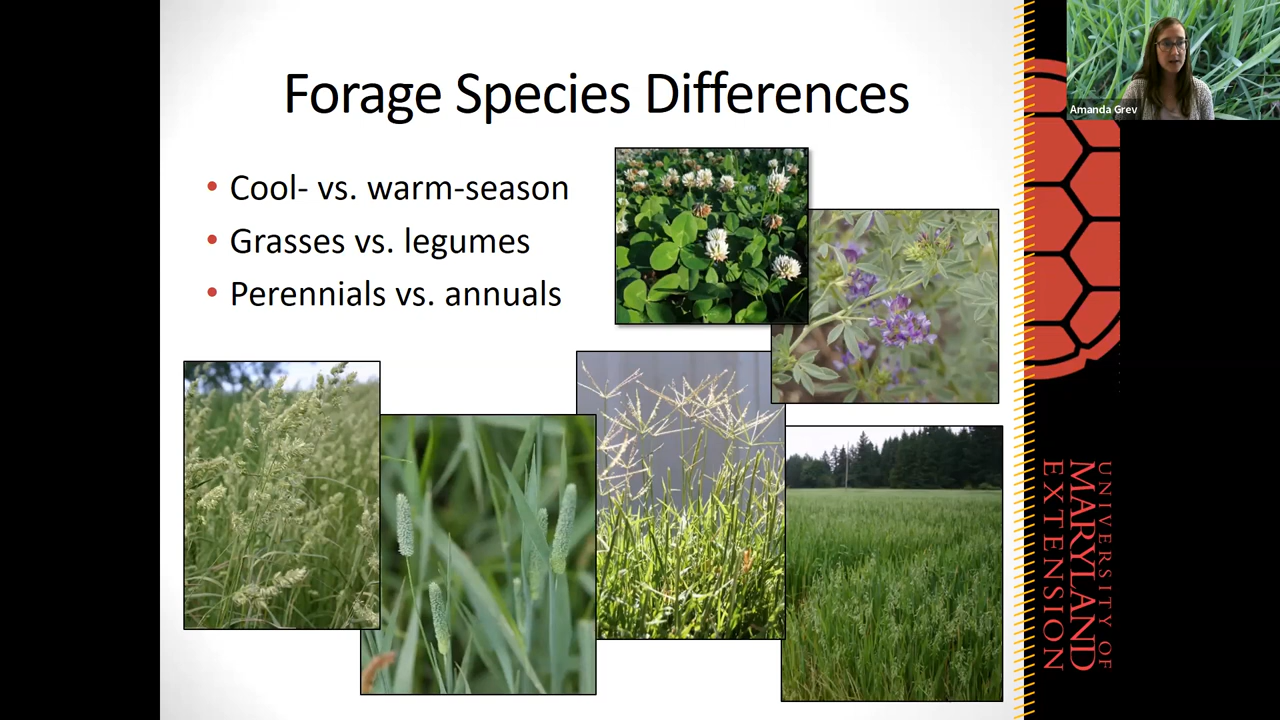 Forage Species Differences
• Cool- vs. warm-season
• Grasses vs. legumes
• Perennials vs. annuals
Amanda Grev
UNIVERSITY OF
MARYLAND
EXTENSION